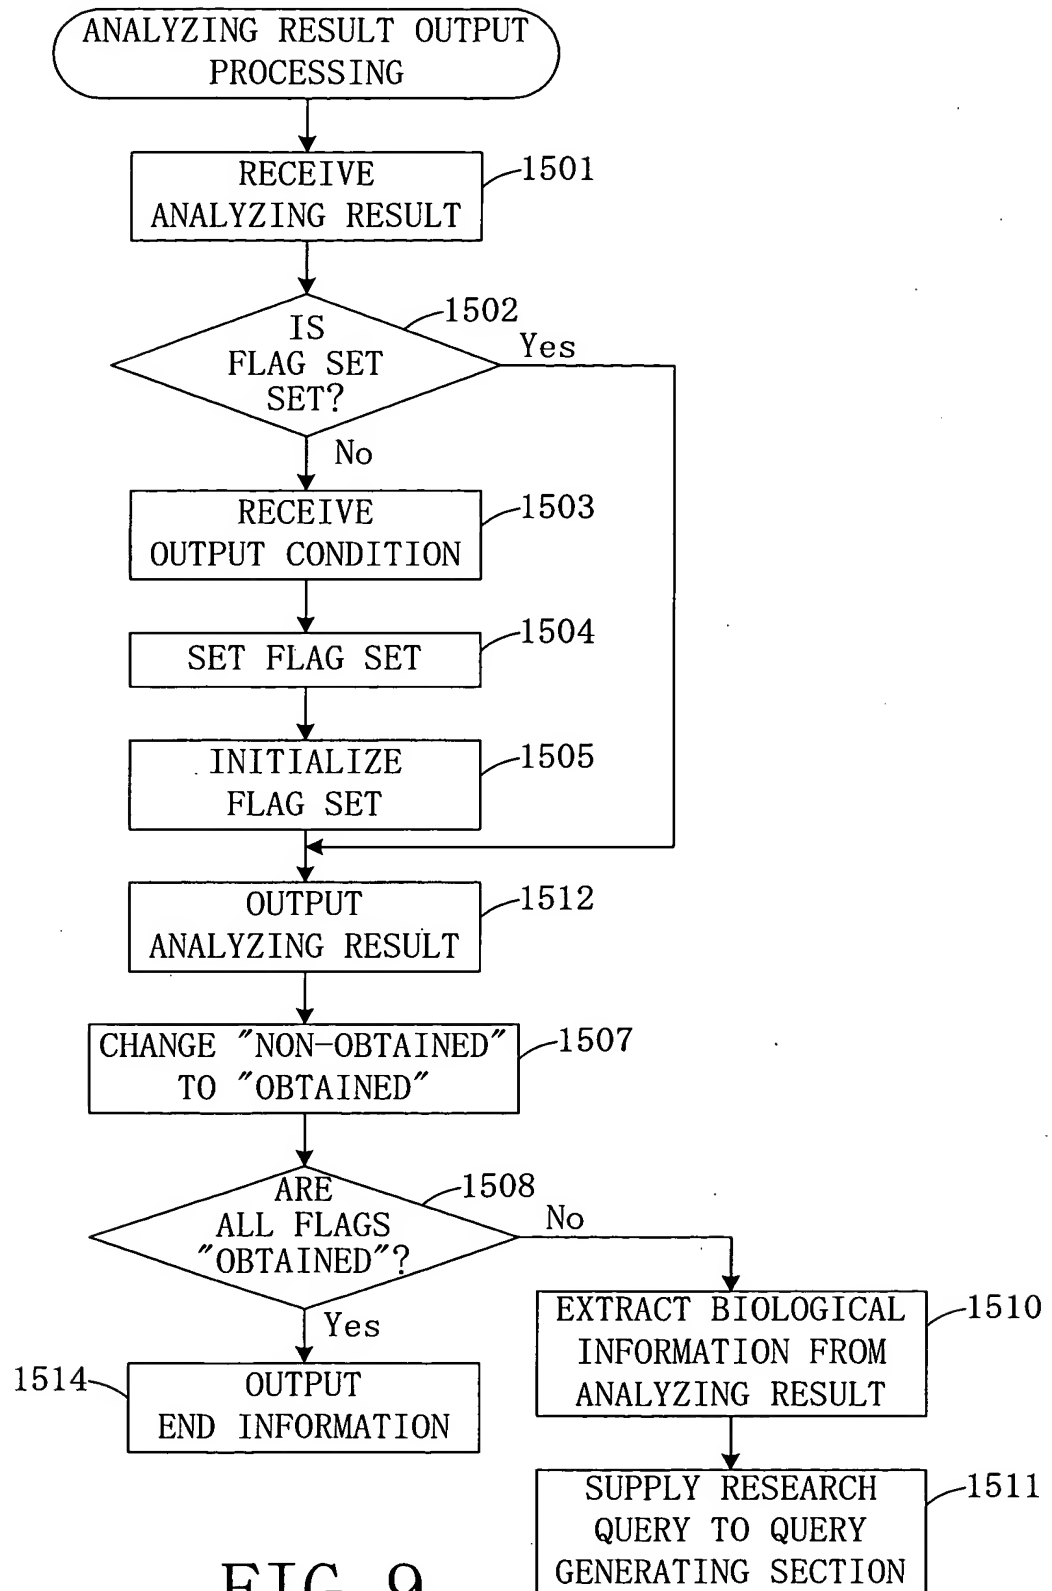 ANALYZING RESULT OUTPUT
PROCESSING
RECEIVE
ANALYZING RESULT
1501
IS
FLAG SET
SET?
1502
Yes
No
RECEIVE
OUTPUT CONDITION
1503
SET FLAG SET
1504
INITIALIZE
FLAG SET
1505
OUTPUT
ANALYZING RESULT
1512
CHANGE "NON-OBTAINED"
TO "OBTAINED"
1507
ARE
ALL FLAGS
"OBTAINED"?
1508
No
Yes
1514
OUTPUT
END INFORMATION
EXTRACT BIOLOGICAL
INFORMATION FROM
ANALYZING RESULT
1510
SUPPLY RESEARCH
QUERY TO QUERY
GENERATING SECTION
1511
FIG. 9